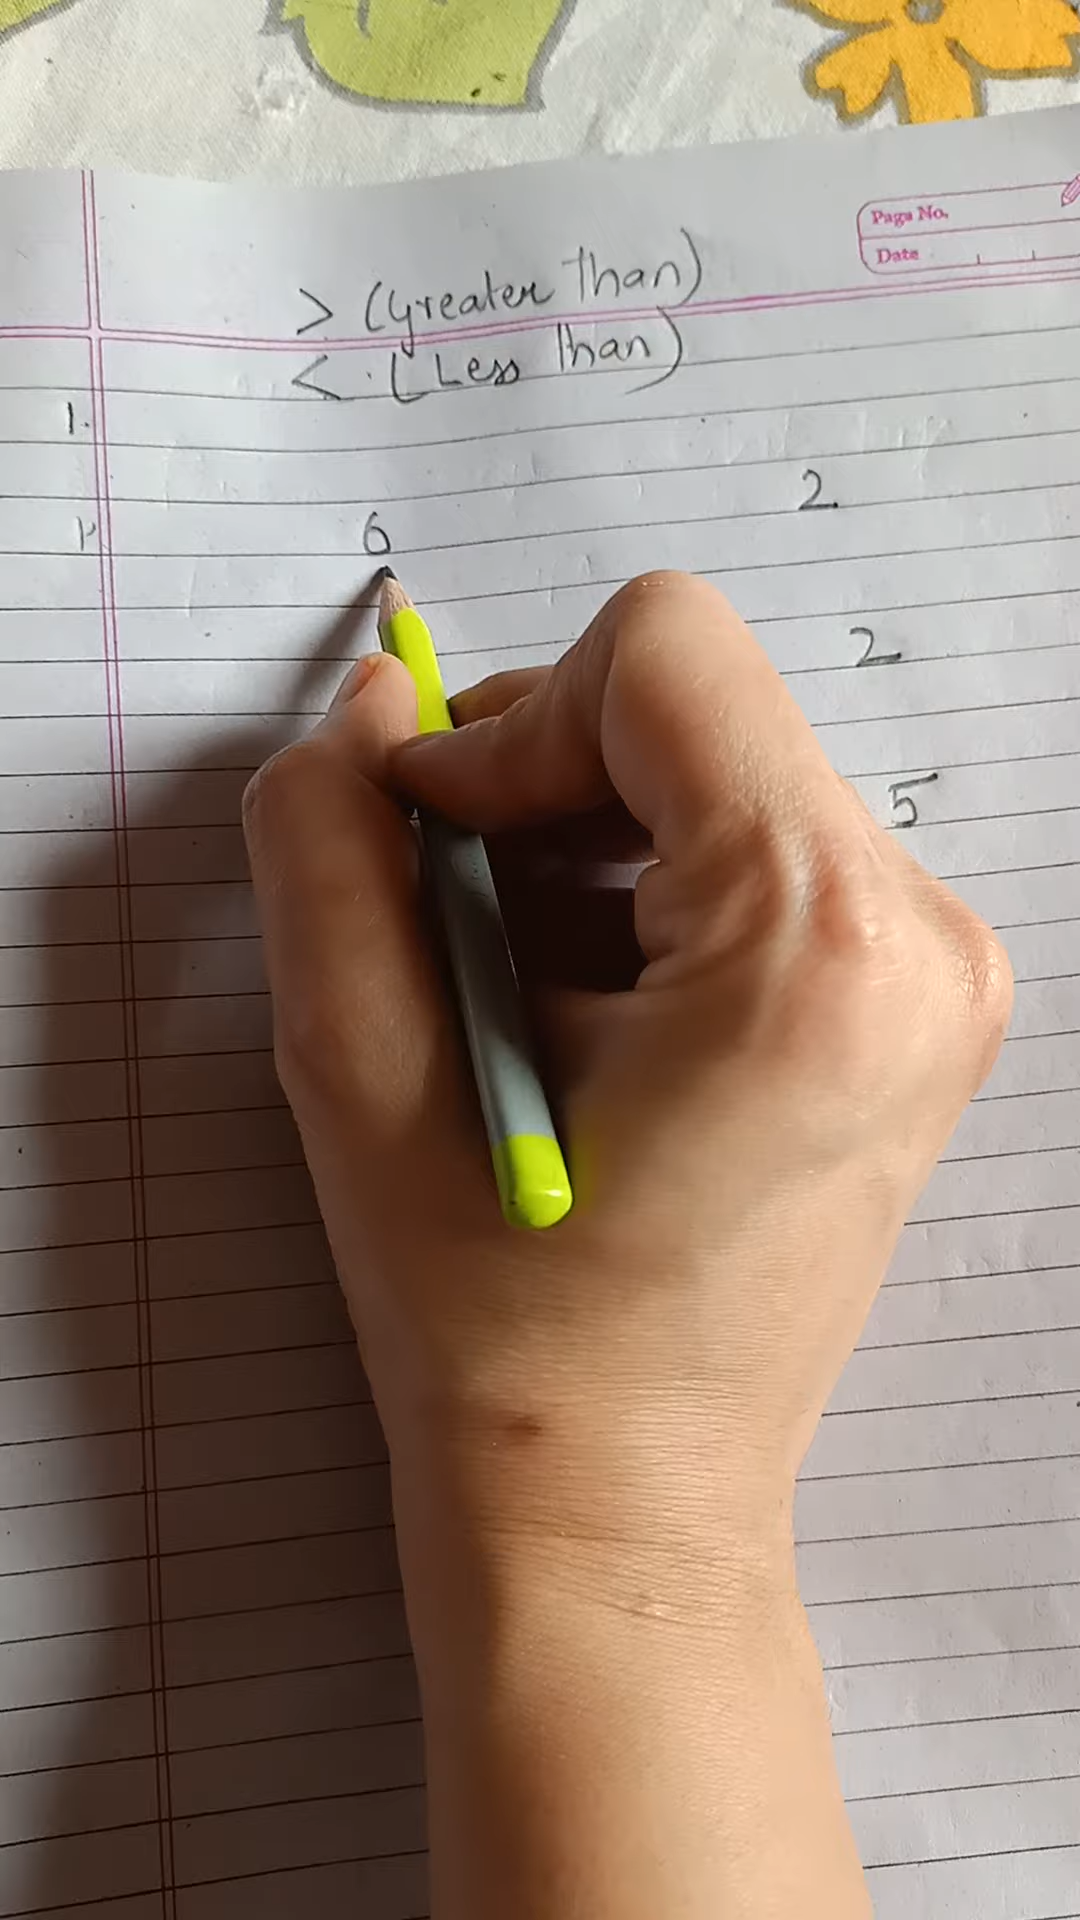 Page No.
Date
> (Greater Than)
< (Less Than)
1.
2
1.
6
2
5